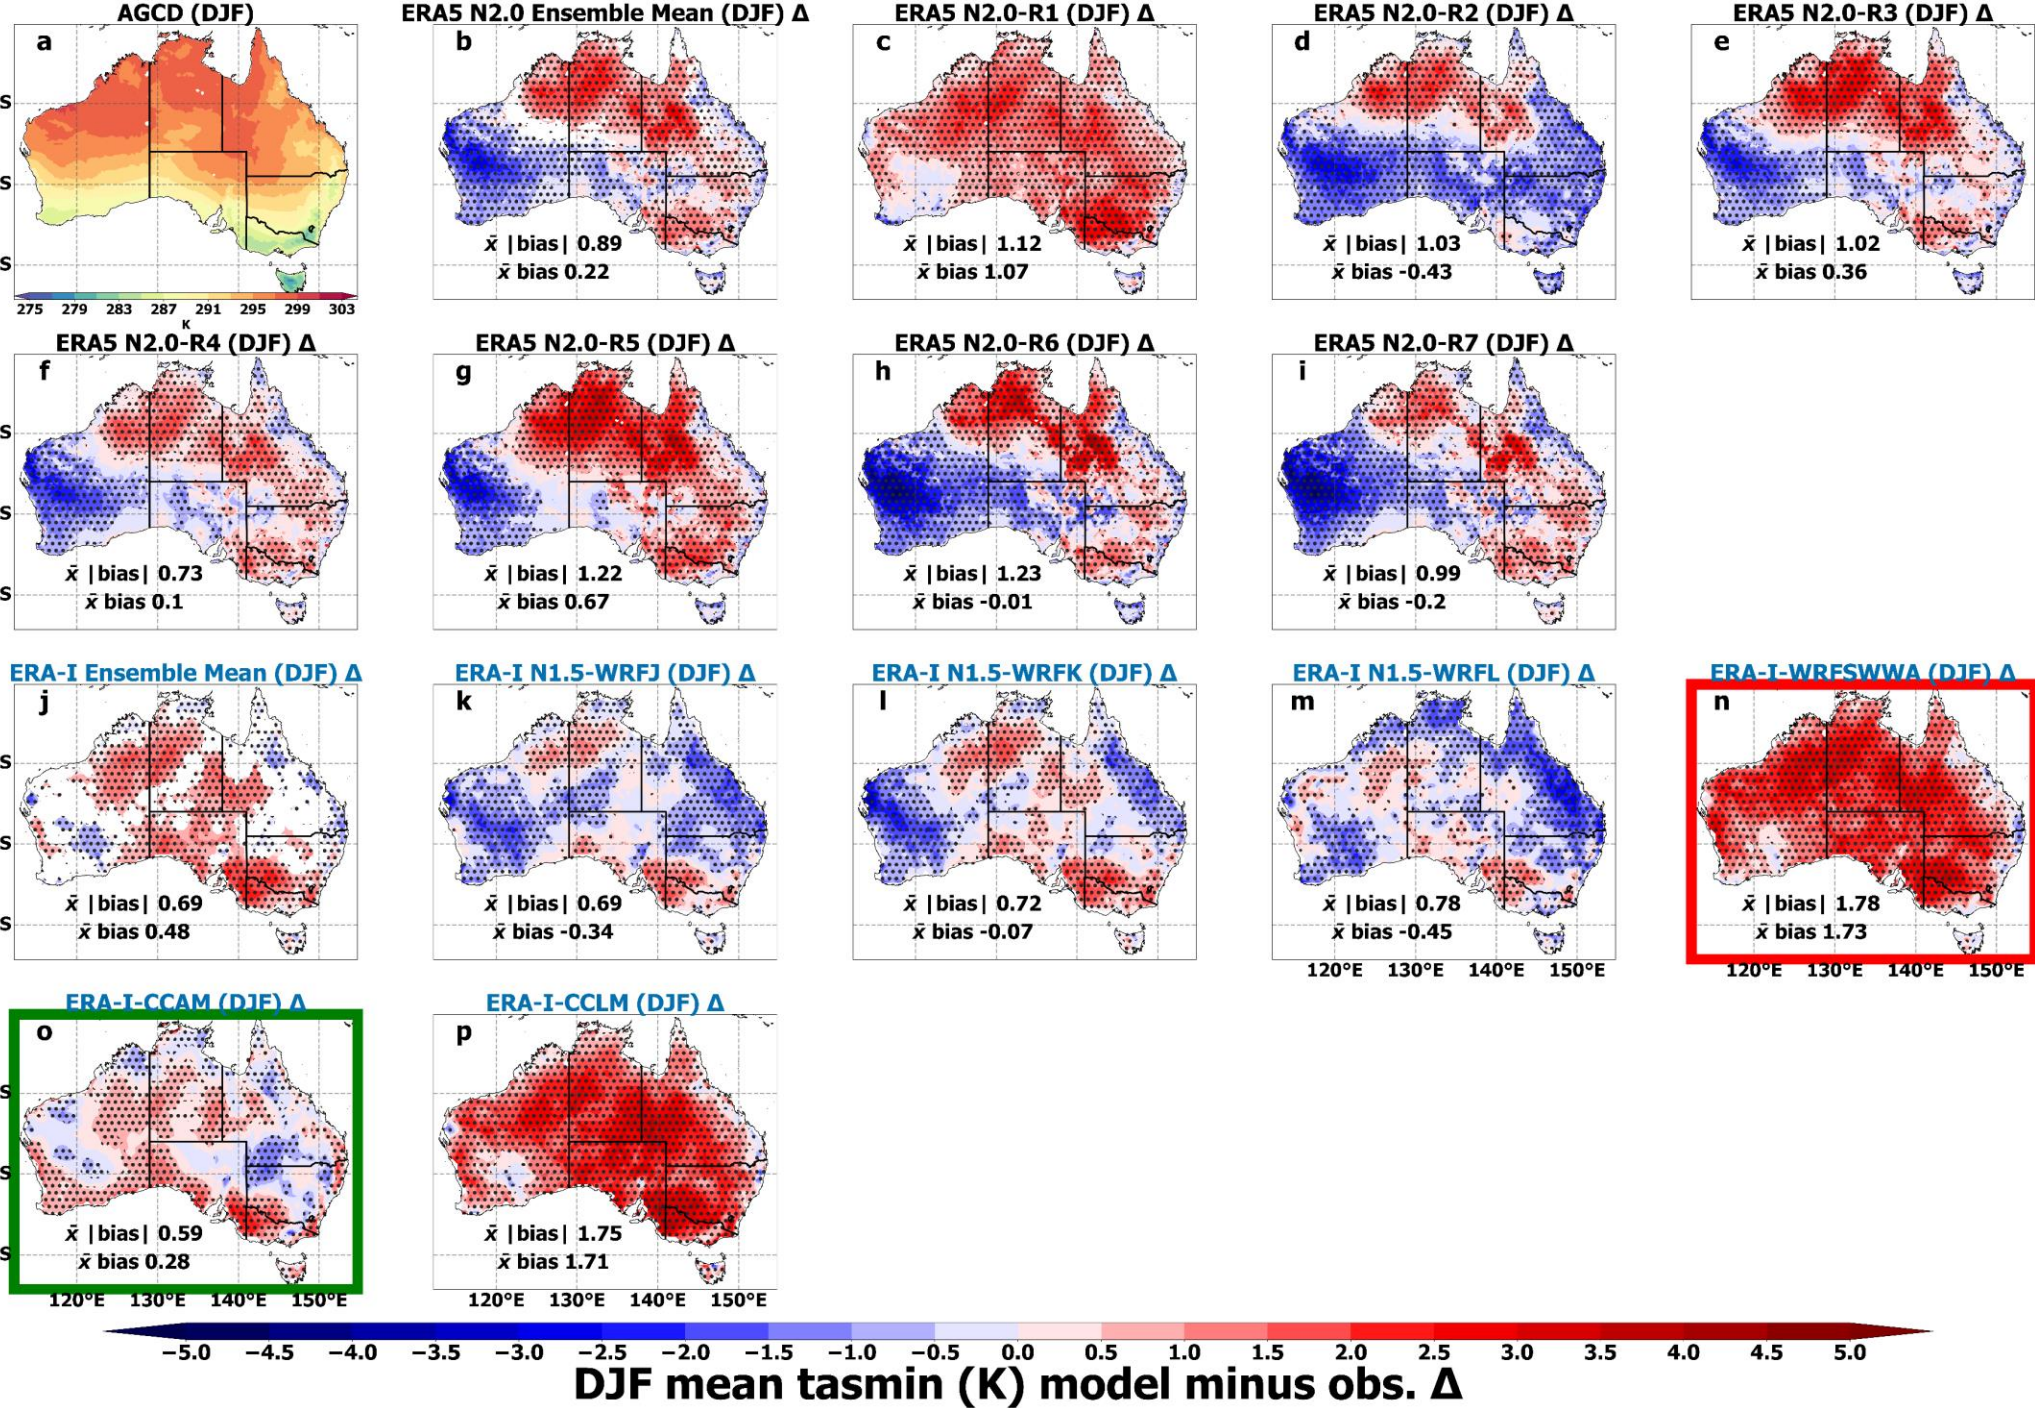 AGCD (DJF)
ERA5 N2.0 Ensemble Mean (DJF) Δ
ERA5 N2.0-R1 (DJF) Δ
ERA5 N2.0-R2 (DJF) Δ
ERA5 N2.0-R3 (DJF) Δ
a
b
c
d
e
S
S
S
x̄ |bias| 0.89
x̄ bias 0.22
x̄ |bias| 1.12
x̄ bias 1.07
x̄ |bias| 1.03
x̄ bias -0.43
x̄ |bias| 1.02
x̄ bias 0.36
275 279 283 287 291 295 299 303
K
ERA5 N2.0-R4 (DJF) Δ
ERA5 N2.0-R5 (DJF) Δ
ERA5 N2.0-R6 (DJF) Δ
ERA5 N2.0-R7 (DJF) Δ
f
g
h
i
S
S
S
x̄ |bias| 0.73
x̄ bias 0.1
x̄ |bias| 1.22
x̄ bias 0.67
x̄ |bias| 1.23
x̄ bias -0.01
x̄ |bias| 0.99
x̄ bias -0.2
ERA-I Ensemble Mean (DJF) Δ
ERA-I N1.5-WRFJ (DJF) Δ
ERA-I N1.5-WRFK (DJF) Δ
ERA-I N1.5-WRFL (DJF) Δ
ERA-I-WRFSWWA (DJF) Δ
j
k
l
m
n
S
S
S
x̄ |bias| 0.69
x̄ bias 0.48
x̄ |bias| 0.69
x̄ bias -0.34
x̄ |bias| 0.72
x̄ bias -0.07
x̄ |bias| 0.78
x̄ bias -0.45
x̄ |bias| 1.78
x̄ bias 1.73
120°E 130°E 140°E 150°E
120°E 130°E 140°E 150°E
ERA-I-CCAM (DJF) Δ
ERA-I-CCLM (DJF) Δ
o
p
S
S
S
x̄ |bias| 0.59
x̄ bias 0.28
x̄ |bias| 1.75
x̄ bias 1.71
120°E 130°E 140°E 150°E
120°E 130°E 140°E 150°E
−5.0 −4.5 −4.0 −3.5 −3.0 −2.5 −2.0 −1.5 −1.0 −0.5 0.0 0.5 1.0 1.5 2.0 2.5 3.0 3.5 4.0 4.5 5.0
DJF mean tasmin (K) model minus obs. Δ